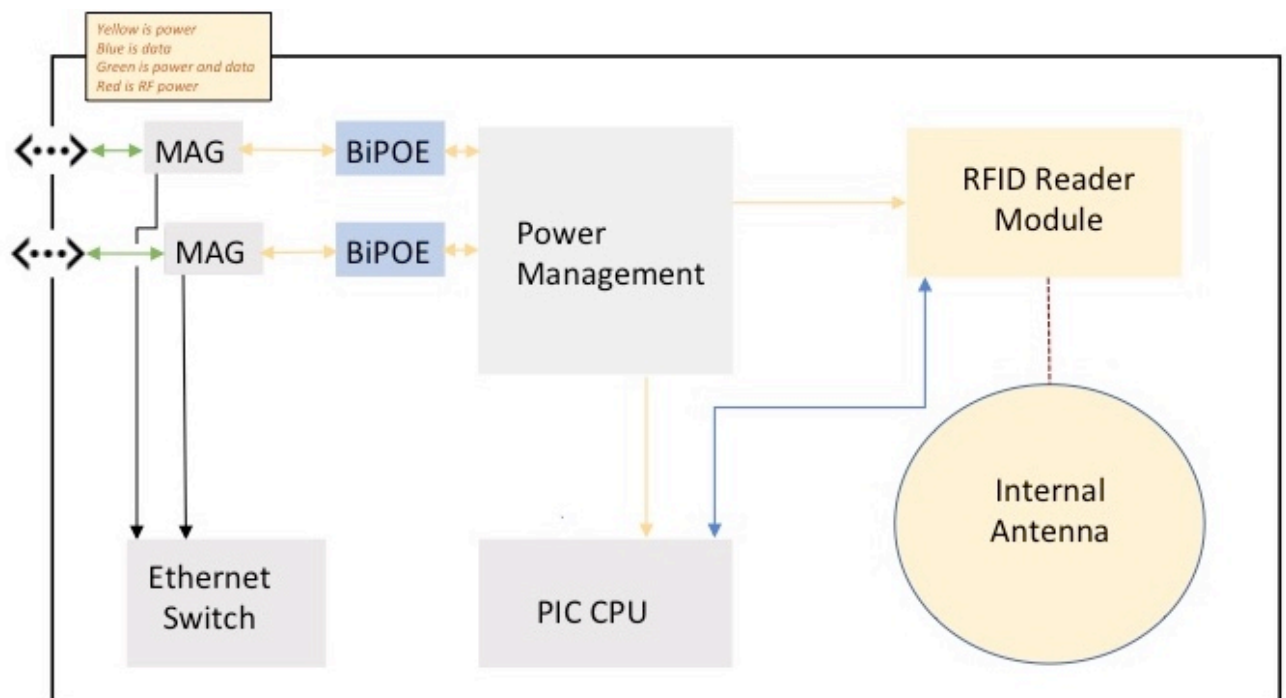 Yellow is power
Blue is data
Green is power and data
Red is RF power
MAG
BiPOE
MAG
BiPOE
Power
Management
RFID Reader
Module
Internal
Antenna
Ethernet
Switch
PIC CPU